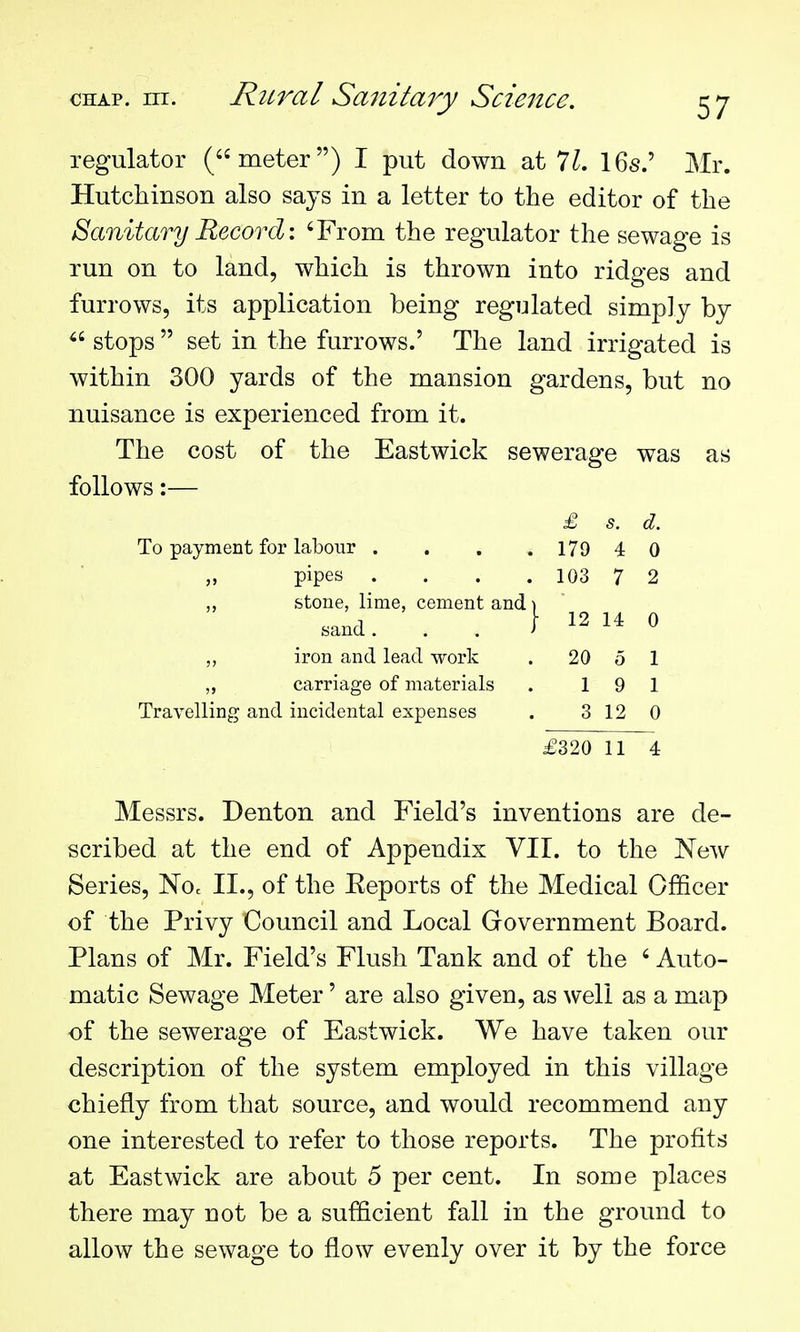 CHAP. III. Rural Sanitary Science. 57
regulator (“meter”) I put down at 7l. 16s.’ Mr.
Hutchinson also says in a letter to the editor of the
Sanitary Record: ‘From the regulator the sewage is
run on to land, which is thrown into ridges and
furrows, its application being regulated simply by
“stops” set in the furrows.’ The land irrigated is
within 300 yards of the mansion gardens, but no
nuisance is experienced from it.
The cost of the Eastwick sewerage was as
follows:—
£ s. d.
To payment for labour . . . . 179 4 0
„ pipes . . . . 103 7 2
„ stone, lime, cement and
sand . . . } 12 14 0
„ iron and lead work . 20 5 1
„ carriage of materials . 1 9 1
Travelling and incidental expenses . 3 12 0
£320 11 4
Messrs. Denton and Field’s inventions are de-
scribed at the end of Appendix VII. to the New
Series, No. II., of the Reports of the Medical Officer
of the Privy Council and Local Government Board.
Plans of Mr. Field’s Flush Tank and of the ‘Auto-
matic Sewage Meter’ are also given, as well as a map
of the sewerage of Eastwick. We have taken our
description of the system employed in this village
chiefly from that source, and would recommend any
one interested to refer to those reports. The profits
at Eastwick are about 5 per cent. In some places
there may not be a sufficient fall in the ground to
allow the sewage to flow evenly over it by the force